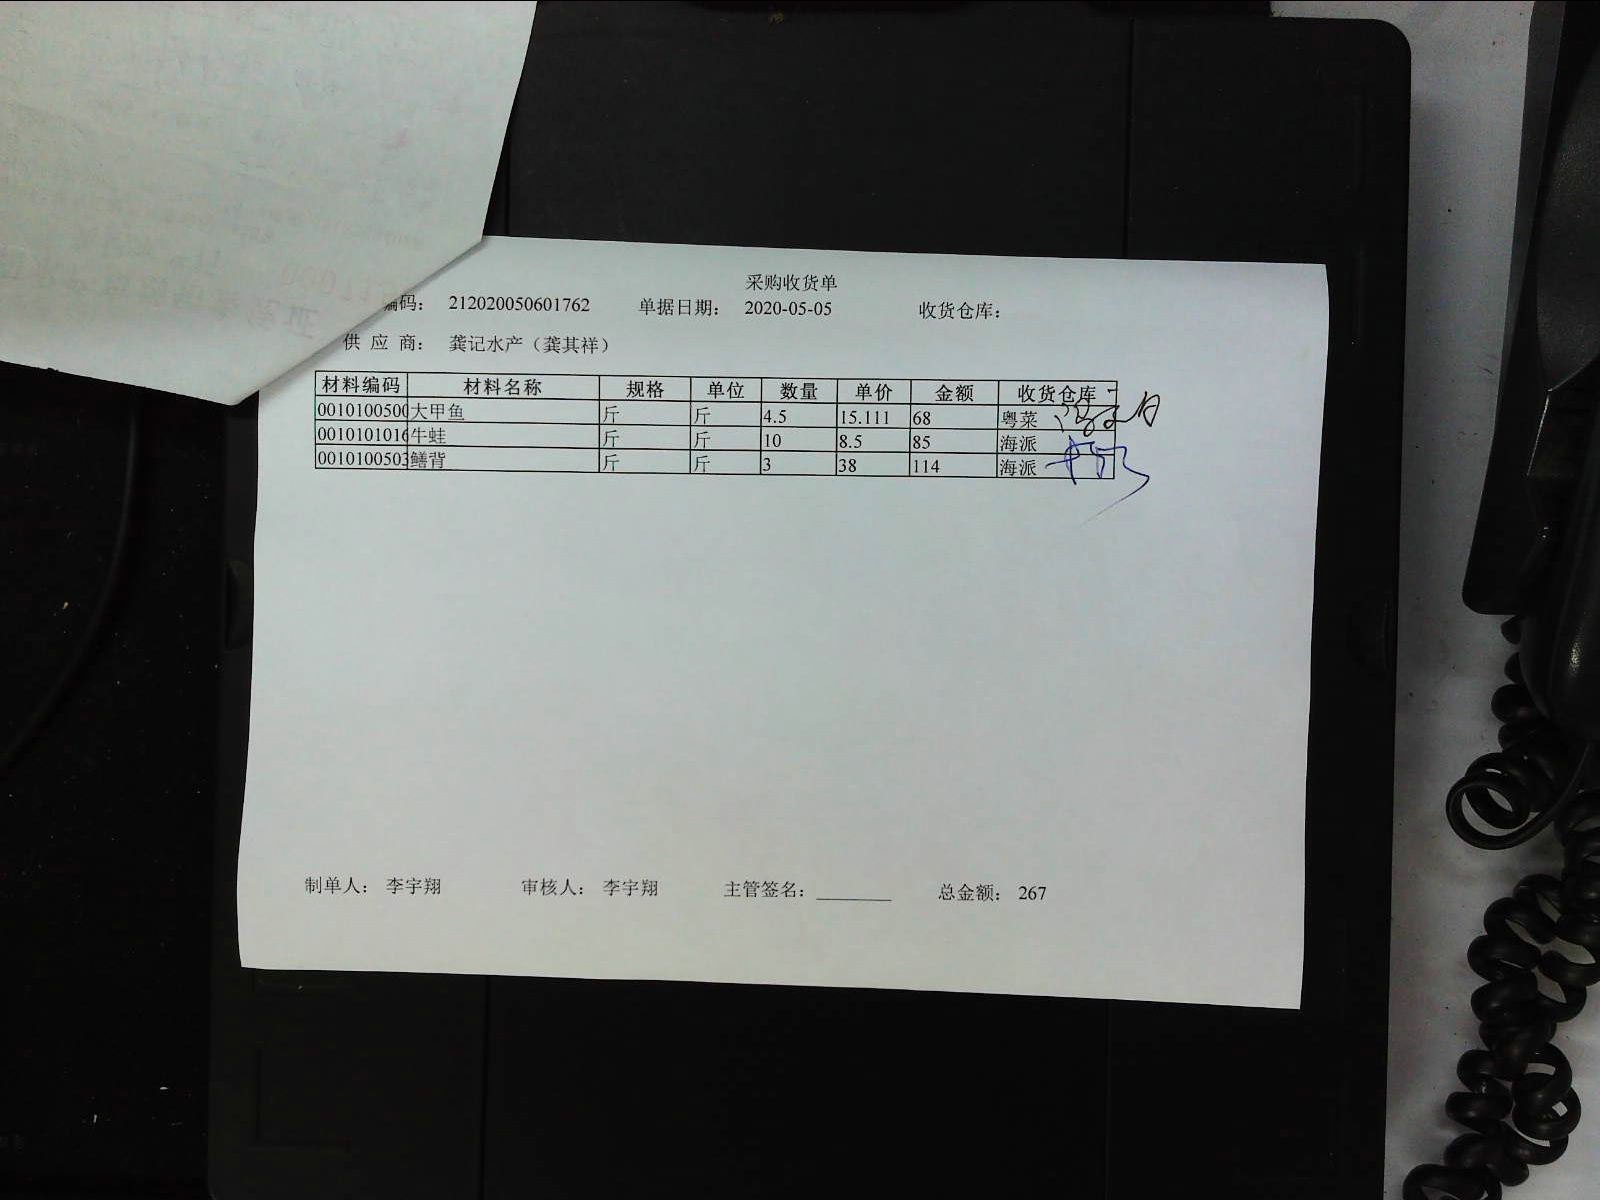 采购收货单
编码： 212020050601762 单据日期： 2020-05-05 收货仓库：
供 应 商： 龚记水产（龚其祥）
材料编码 材料名称 规格 单位 数量 单价 金额 收货仓库
0010100500 大甲鱼 斤 斤 4.5 15.111 68 粤菜
0010101016 牛蛙 斤 斤 10 8.5 85 海派
0010100503 鳝背 斤 斤 3 38 114 海派
制单人： 李宇翔 审核人： 李宇翔 主管签名： 总金额： 267